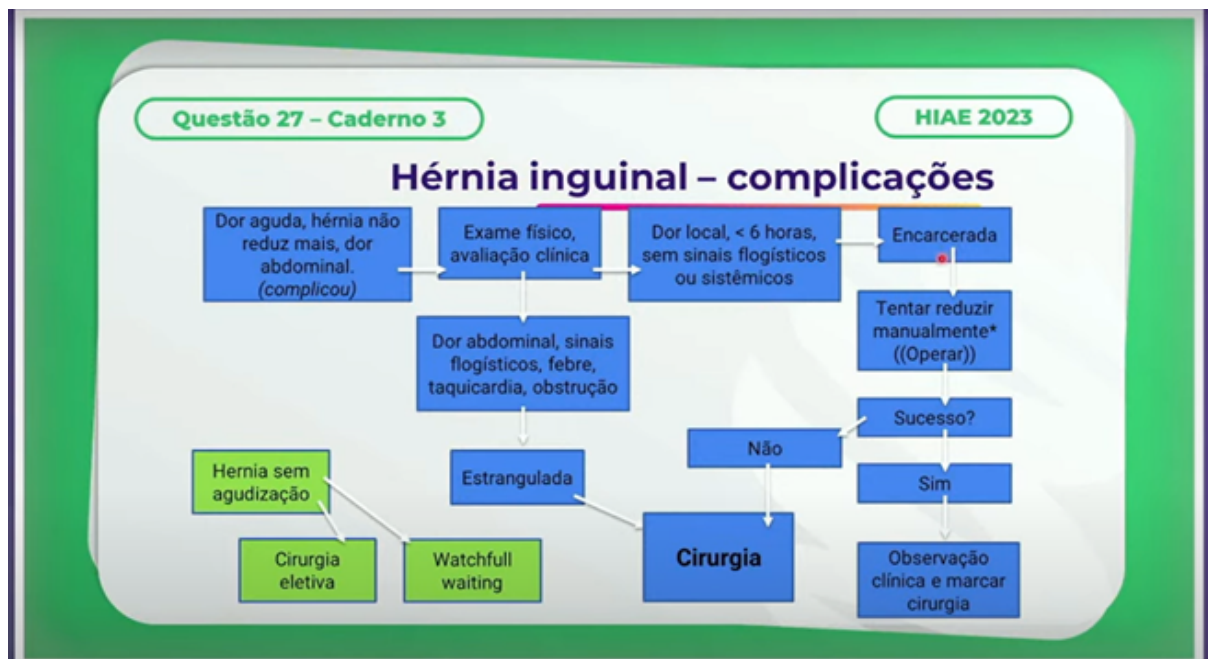 Questão 27 – Caderno 3
HIAE 2023
Hérnia inguinal – complicações
Dor aguda, hérnia não
reduz mais, dor
abdominal.
(complicou)
Exame físico,
avaliação clínica
Dor local, < 6 horas,
sem sinais flogísticos
ou sistêmicos
Encarcerada
Tentar reduzir
manualmente*
((Operar))
Dor abdominal, sinais
flogísticos, febre,
taquicardia, obstrução
Sucesso?
Não
Hernia sem
agudização
Estrangulada
Sim
Cirurgia
Cirurgia
eletiva
Watchfull
waiting
Observação
clínica e marcar
cirurgia